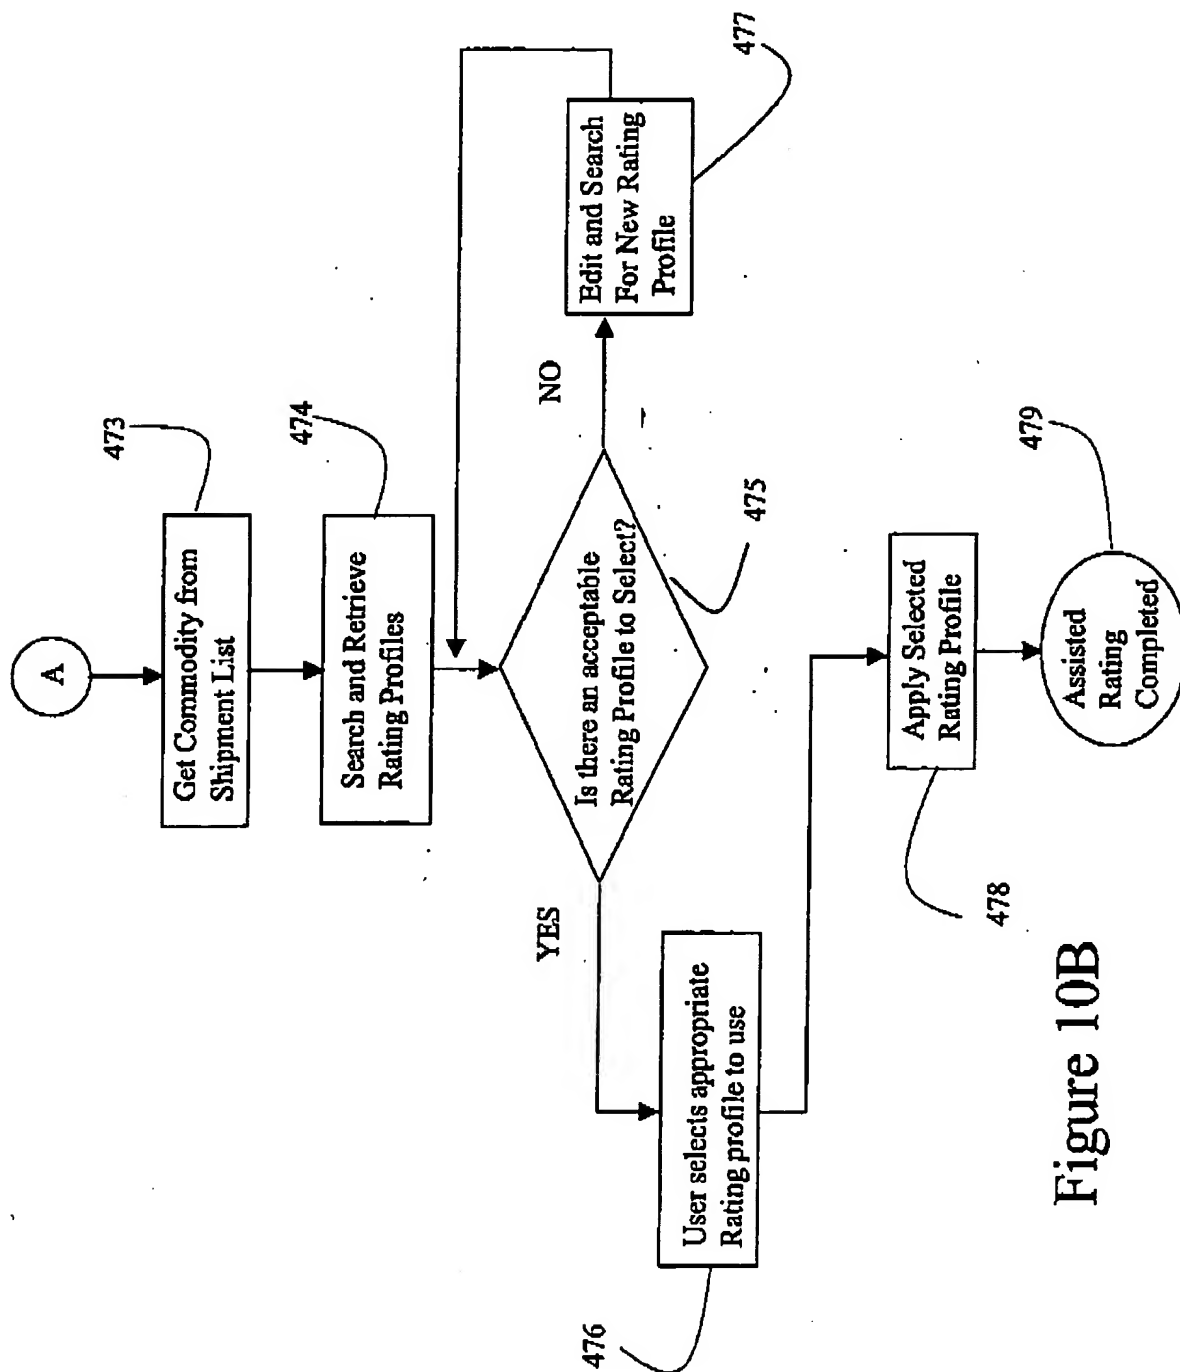 A
Get Commodity from
Shipment List
473
Search and Retrieve
Rating Profiles
474
Is there an acceptable
Rating Profile to Select?
475
NO
Edit and Search
For New Rating
Profile
477
YES
User selects appropriate
Rating profile to use
476
Apply Selected
Rating Profile
478
Assisted
Rating
Completed
479
Figure 10B